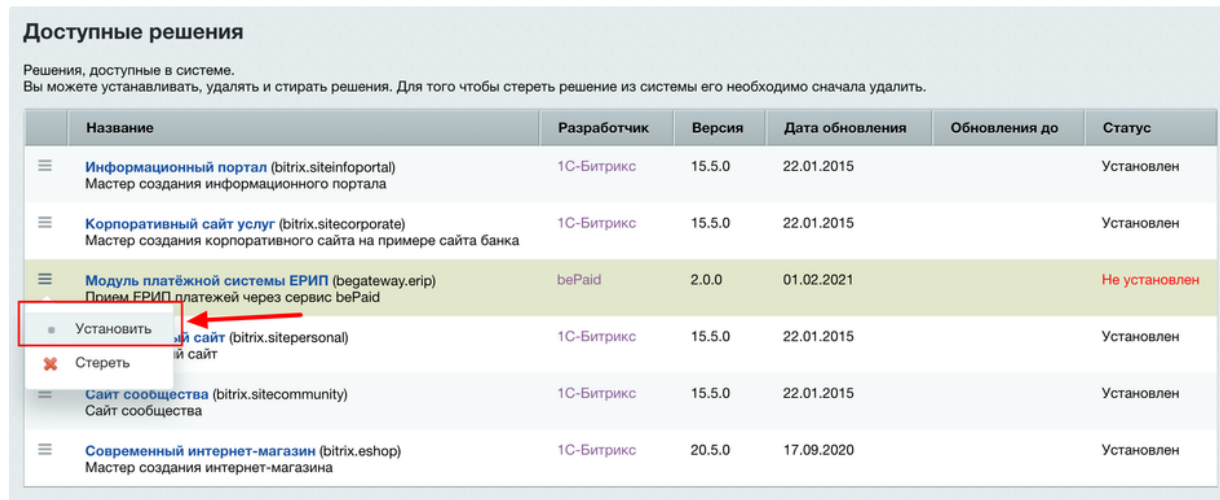 Доступные решения
Решения, доступные в системе.
Вы можете устанавливать, удалять и стирать решения. Для того чтобы стереть решение из системы его необходимо сначала удалить.
Название Разработчик Версия Дата обновления Обновления до Статус
Информационный портал (bitrix.siteinfoportal) 1С-Битрикс 15.5.0 22.01.2015 Установлен
Мастер создания информационного портала
Корпоративный сайт услуг (bitrix.sitecorporate) 1С-Битрикс 15.5.0 22.01.2015 Установлен
Мастер создания корпоративного сайта на примере сайта банка
Модуль платёжной системы ЕРИП (begateway.erip) bePaid 2.0.0 01.02.2021 Не установлен
Прием ЕРИП платежей через сервис bePaid
Установить
Стереть
ый сайт (bitrix.sitepersonal) 1С-Битрикс 15.5.0 22.01.2015 Установлен
й сайт
Сайт сообщества (bitrix.sitecommunity) 1С-Битрикс 15.5.0 22.01.2015 Установлен
Сайт сообщества
Современный интернет-магазин (bitrix.eshop) 1С-Битрикс 20.5.0 17.09.2020 Установлен
Мастер создания интернет-магазина